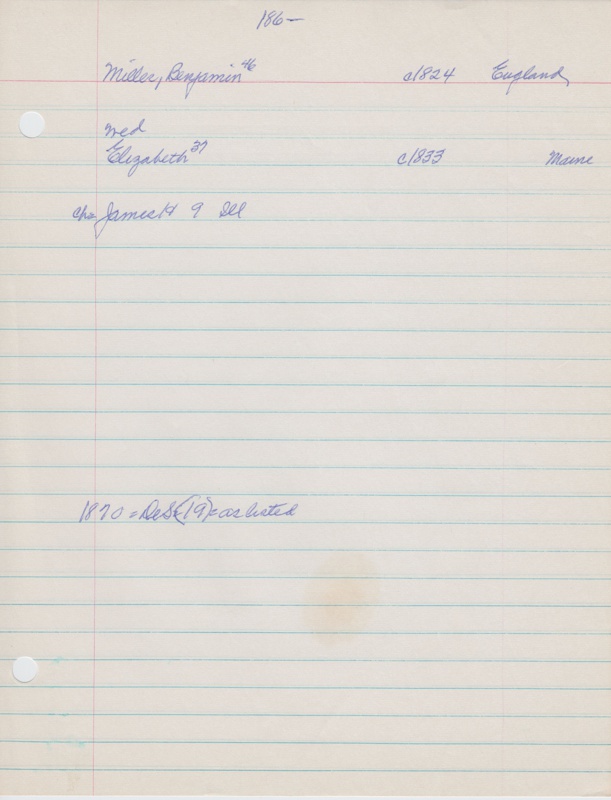 186-
Miller, Benjamin 46 c1824 England
wed
Elizabeth 37 c1833 Maine
ch= James H 9 Ill
1870 = DeS (19) = as listed